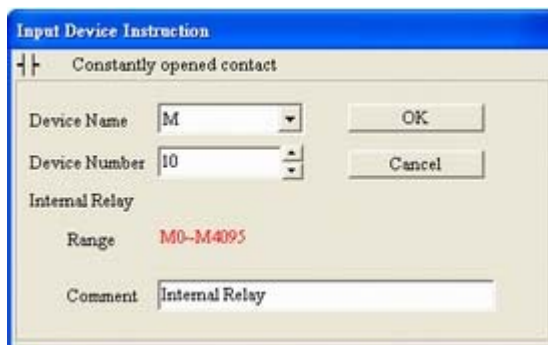 Input Device Instruction
Constantly opened contact
Device Name M OK
Device Number 10 Cancel
Internal Relay
Range M0~M4095
Comment Internal Relay